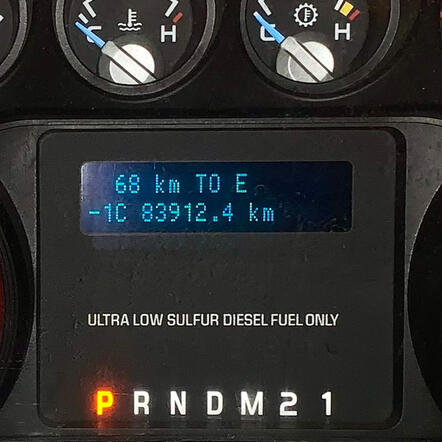 C H
C H
68 km TO E
-1C 83912.4 km
ULTRA LOW SULFUR DIESEL FUEL ONLY
P R N D M 2 1